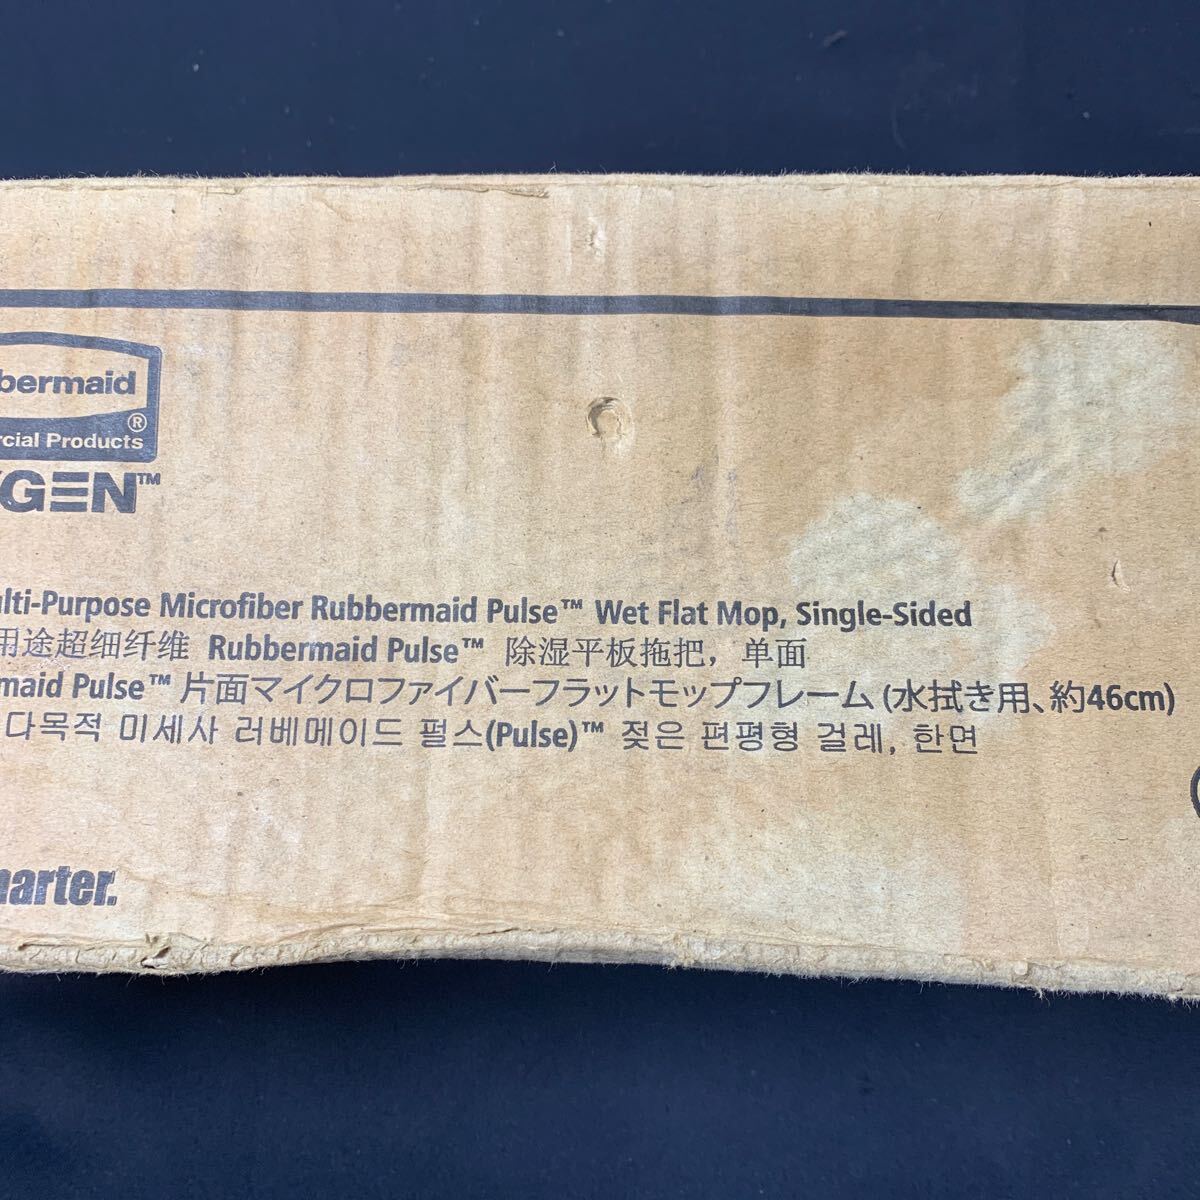 bermaid
®
rcial Products
YGEN™
ulti-Purpose Microfiber Rubbermaid Pulse™ Wet Flat Mop, Single-Sided
用途超细纤维 Rubbermaid Pulse™ 除湿平板拖把，单面
maid Pulse™ 片面マイクロファイバーフラットモップフレーム (水拭き用、約46cm)
다목적 미세사 러버메이드 펄스(Pulse)™ 젖은 편평형 걸레, 한면
arter.